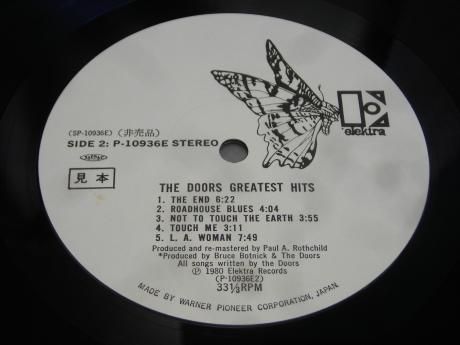 elektra
(SP-10936E) (非売品)
SIDE 2: P-10936E STEREO
見本
THE DOORS GREATEST HITS
1. THE END 6:22
2. ROADHOUSE BLUES 4:04
3. NOT TO TOUCH THE EARTH 3:55
4. TOUCH ME 3:11
5. L. A. WOMAN 7:49
Produced and re-mastered by Paul A. Rothchild
*Produced by Bruce Botnick & The Doors
All songs written by the Doors
Ⓟ 1980 Elektra Records
(P-10936E2)
33⅓RPM
MADE BY WARNER PIONEER CORPORATION, JAPAN.